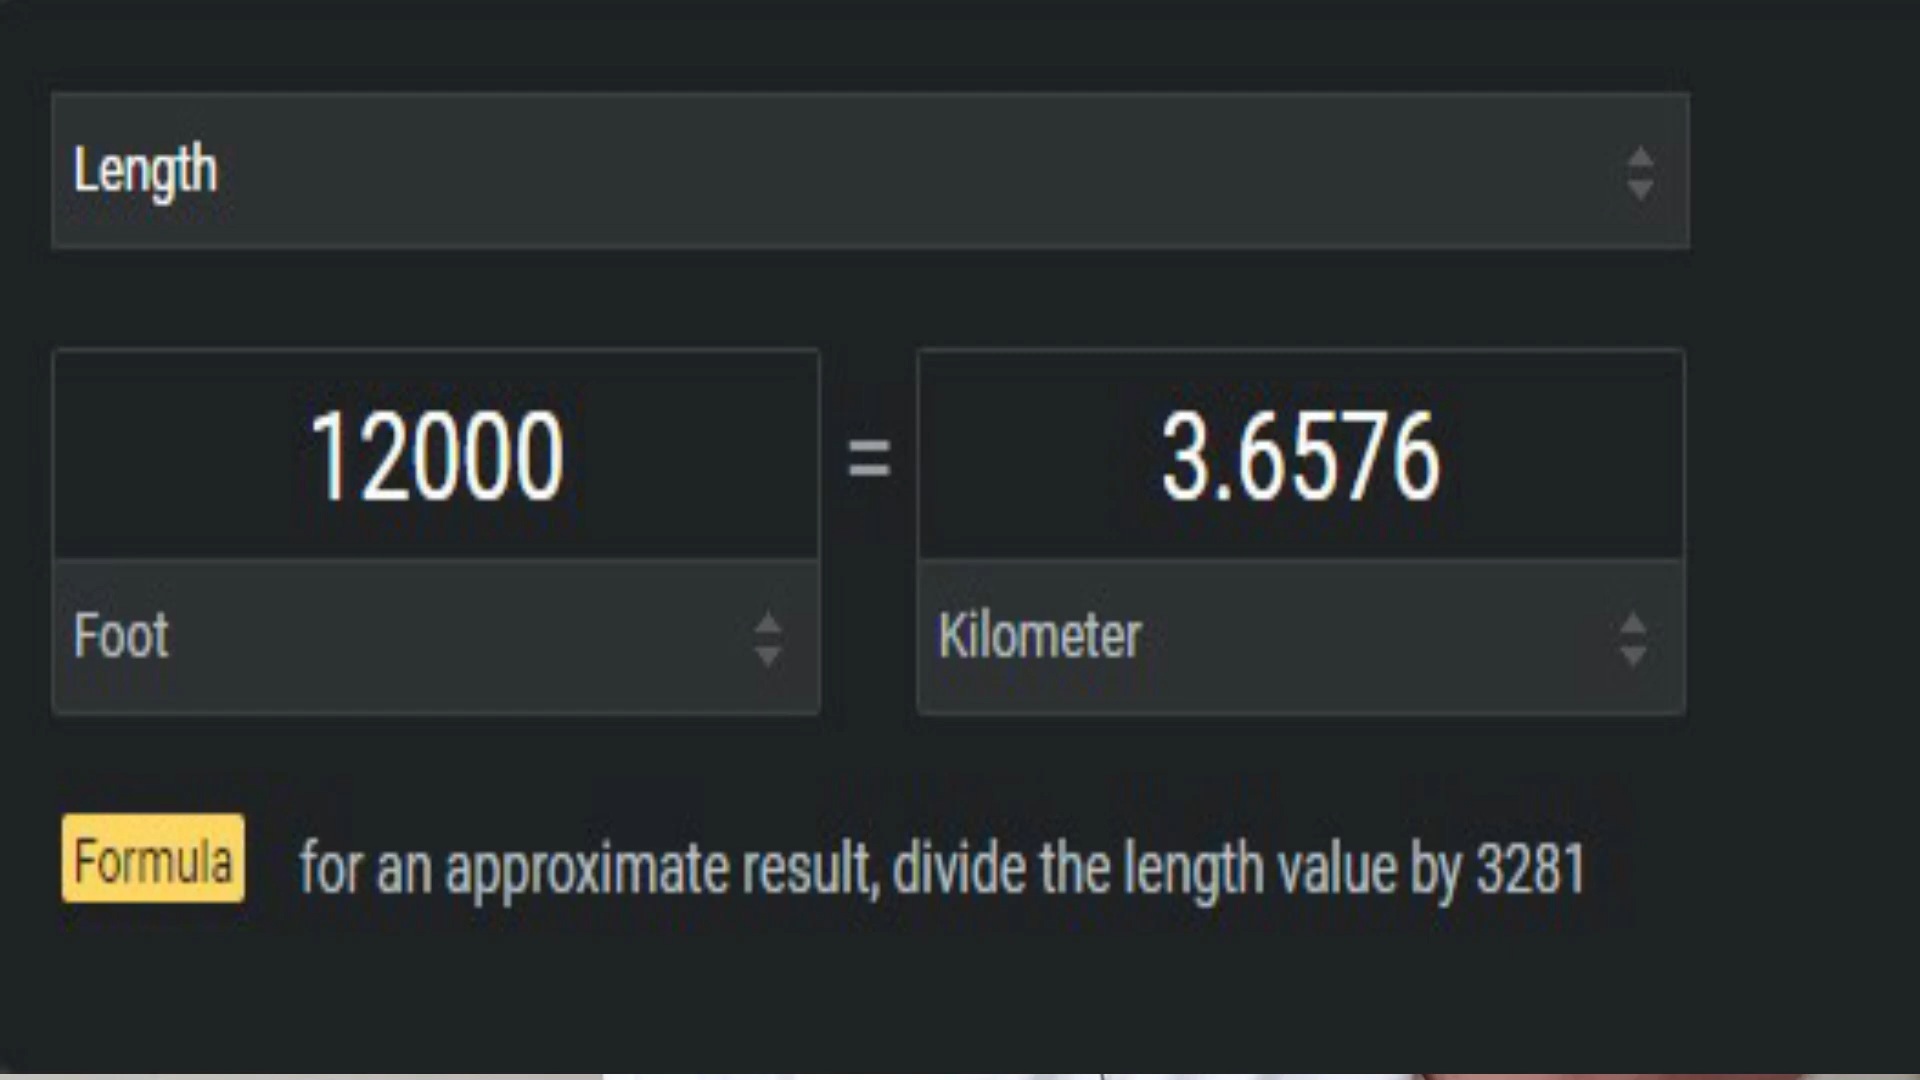 Length
12000 = 3.6576
Foot Kilometer
Formula for an approximate result, divide the length value by 3281